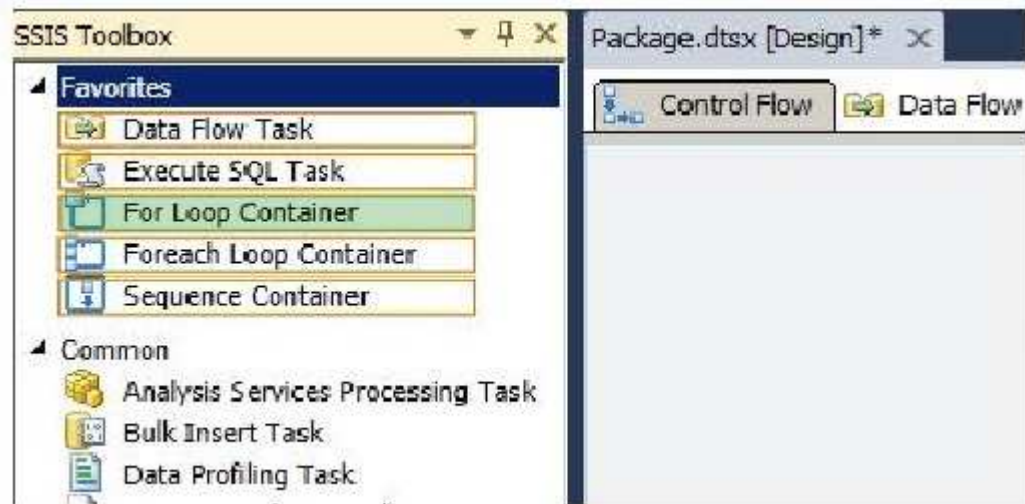 SSIS Toolbox
Favorites
Data Flow Task
Execute SQL Task
For Loop Container
Foreach Loop Container
Sequence Container
Common
Analysis Services Processing Task
Bulk Insert Task
Data Profiling Task
Package.dtsx [Design]*
Control Flow
Data Flow